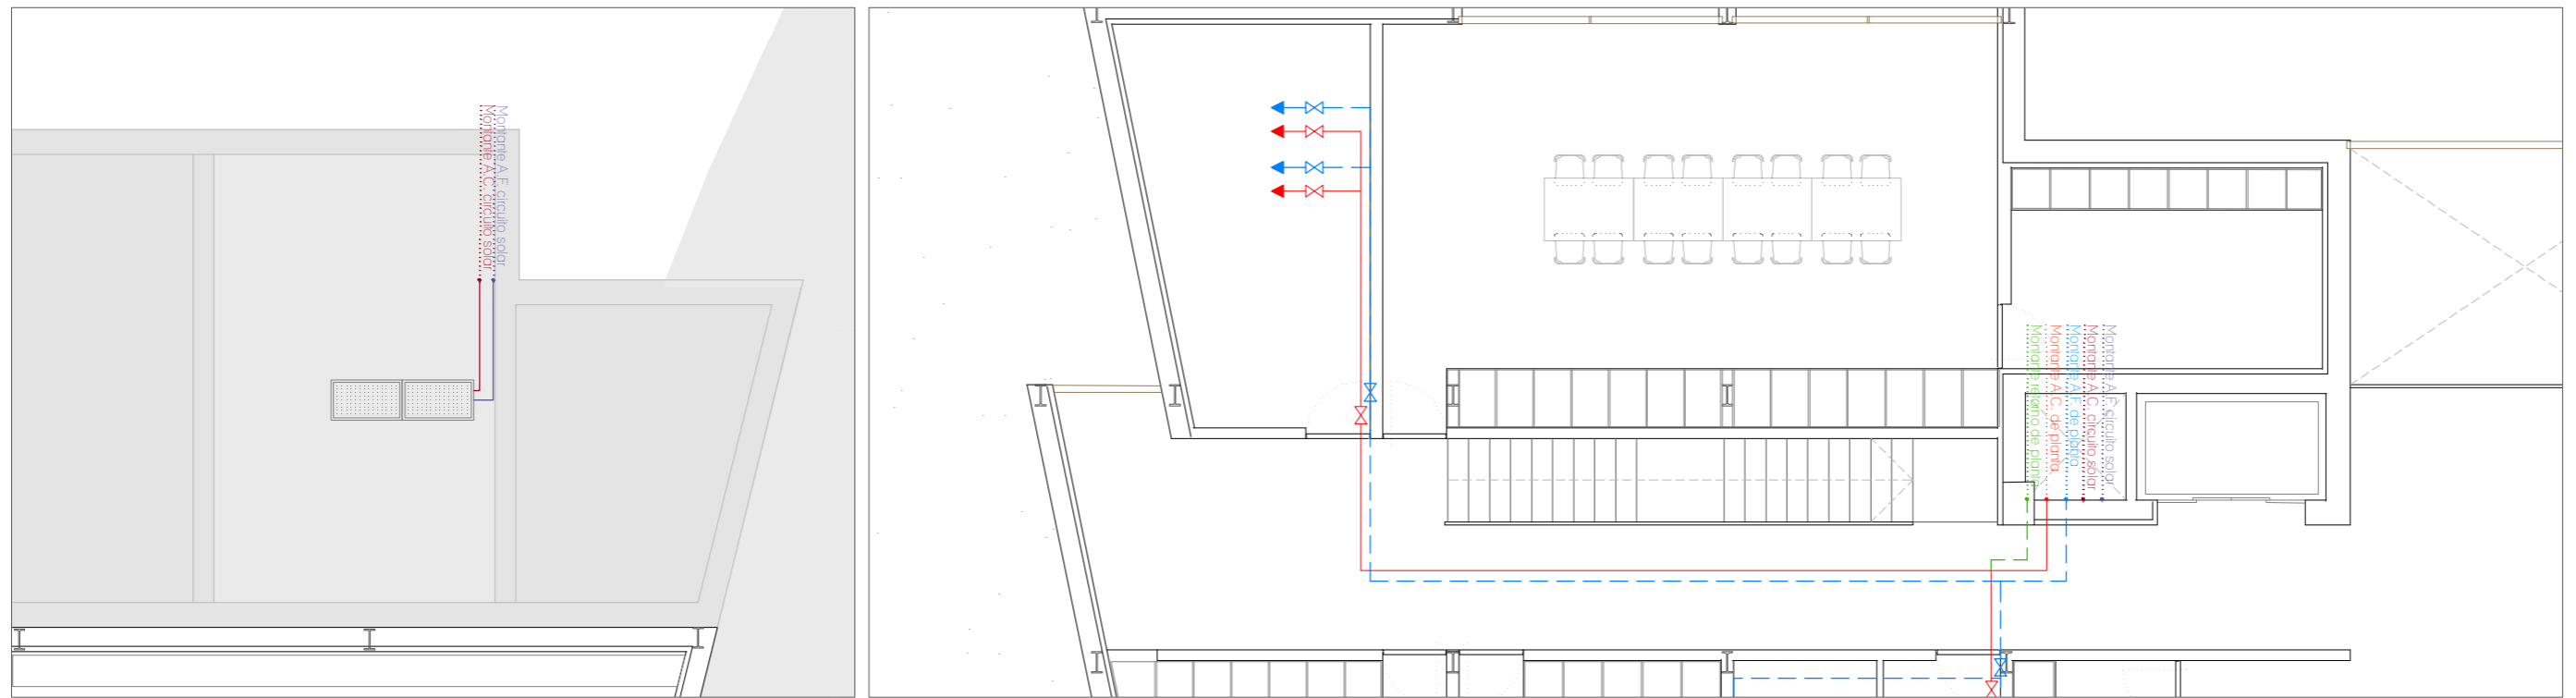 Montante A.C. circuito solar
Montante A.F. circuito solar
Montante retorno de planta
Montante A.C. de planta
Montante A.F. de planta
Montante A.C. circuito solar
Montante A.F. circuito solar